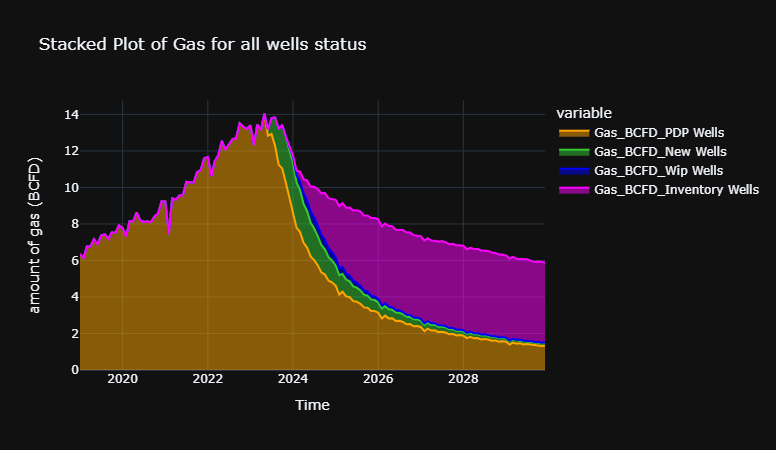 Stacked Plot of Gas for all wells status
variable
Gas_BCFD_PDP Wells
Gas_BCFD_New Wells
Gas_BCFD_Wip Wells
Gas_BCFD_Inventory Wells
amount of gas (BCFD)
14
12
10
8
6
4
2
0
2020 2022 2024 2026 2028
Time